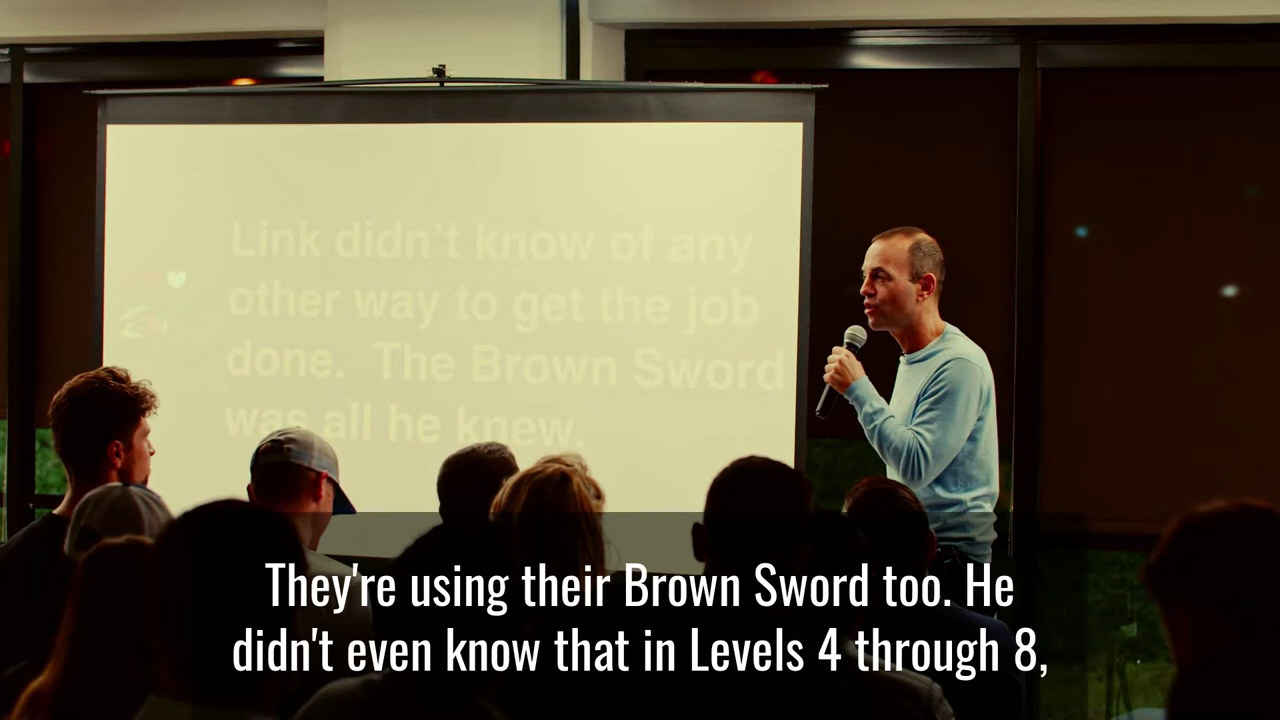 Link didn't know of any
other way to get the job
done.  The Brown Sword
was all he knew.
They're using their Brown Sword too. He
didn't even know that in Levels 4 through 8,